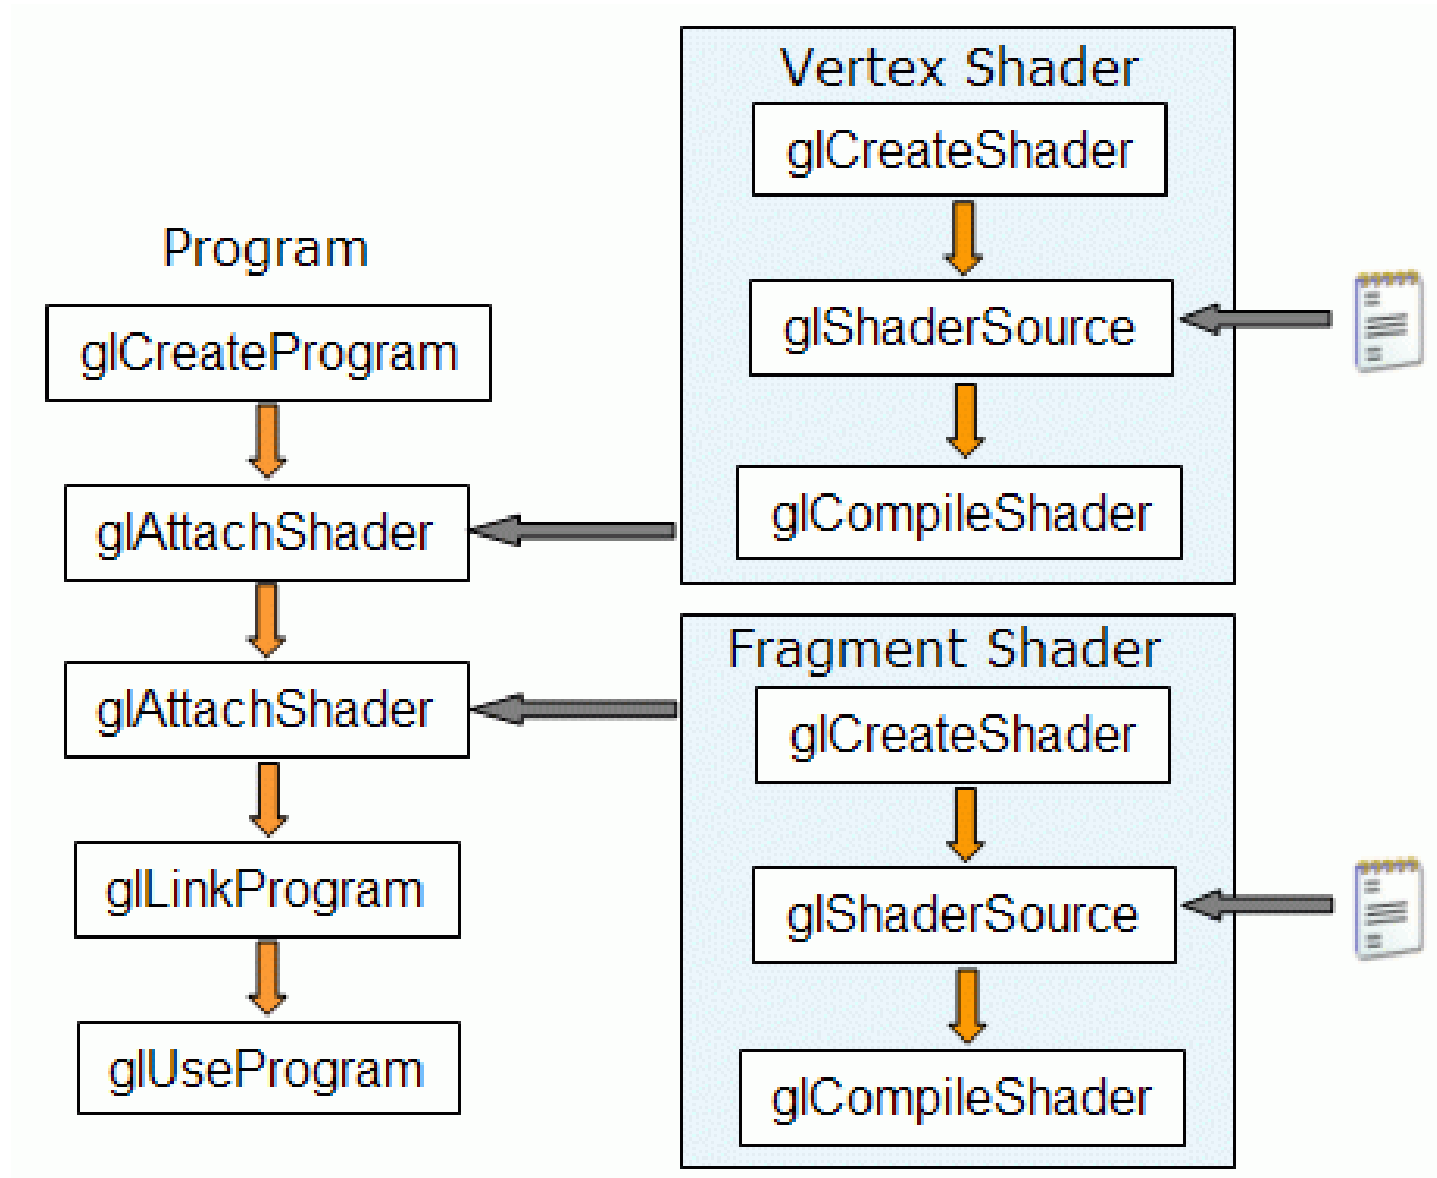 Program
glCreateProgram
glAttachShader
glAttachShader
glLinkProgram
glUseProgram
Vertex Shader
glCreateShader
glShaderSource
glCompileShader
Fragment Shader
glCreateShader
glShaderSource
glCompileShader